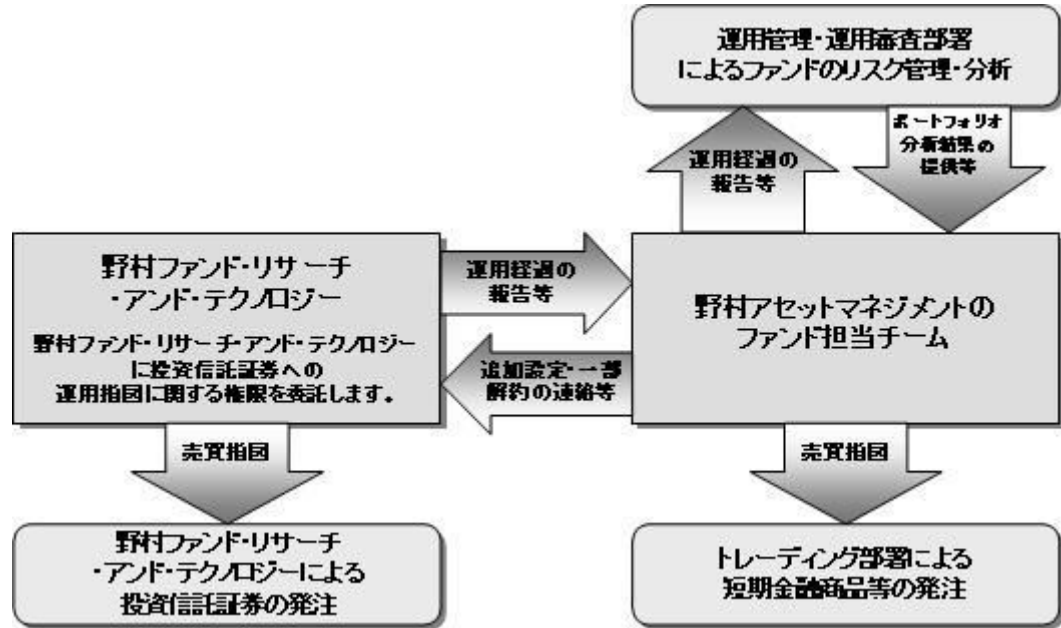 運用管理・運用審査部署
によるファンドのリスク管理・分析
運用経過の
報告等
ポートフォリオ
分析結果の
提供等
野村ファンド・リサーチ
・アンド・テクノロジー
野村ファンド・リサーチ・アンド・テクノロジー
に投資信託証券への
運用指図に関する権限を委託します。
運用経過の
報告等
追加設定・一部
解約の連絡等
野村アセットマネジメントの
ファンド担当チーム
売買指図
売買指図
野村ファンド・リサーチ
・アンド・テクノロジーによる
投資信託証券の発注
トレーディング部署による
短期金融商品等の発注